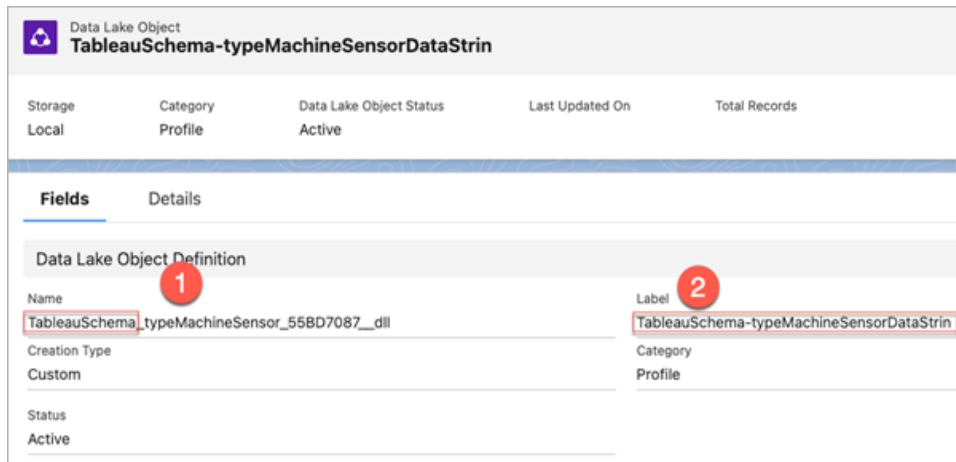 Data Lake Object
TableauSchema-typeMachineSensorDataStrin
Storage Category Data Lake Object Status Last Updated On Total Records
Local Profile Active
Fields Details
Data Lake Object Definition
1 2
Name Label
TableauSchema_typeMachineSensor_55BD7087__dll TableauSchema-typeMachineSensorDataStrin
Creation Type Category
Custom Profile
Status
Active